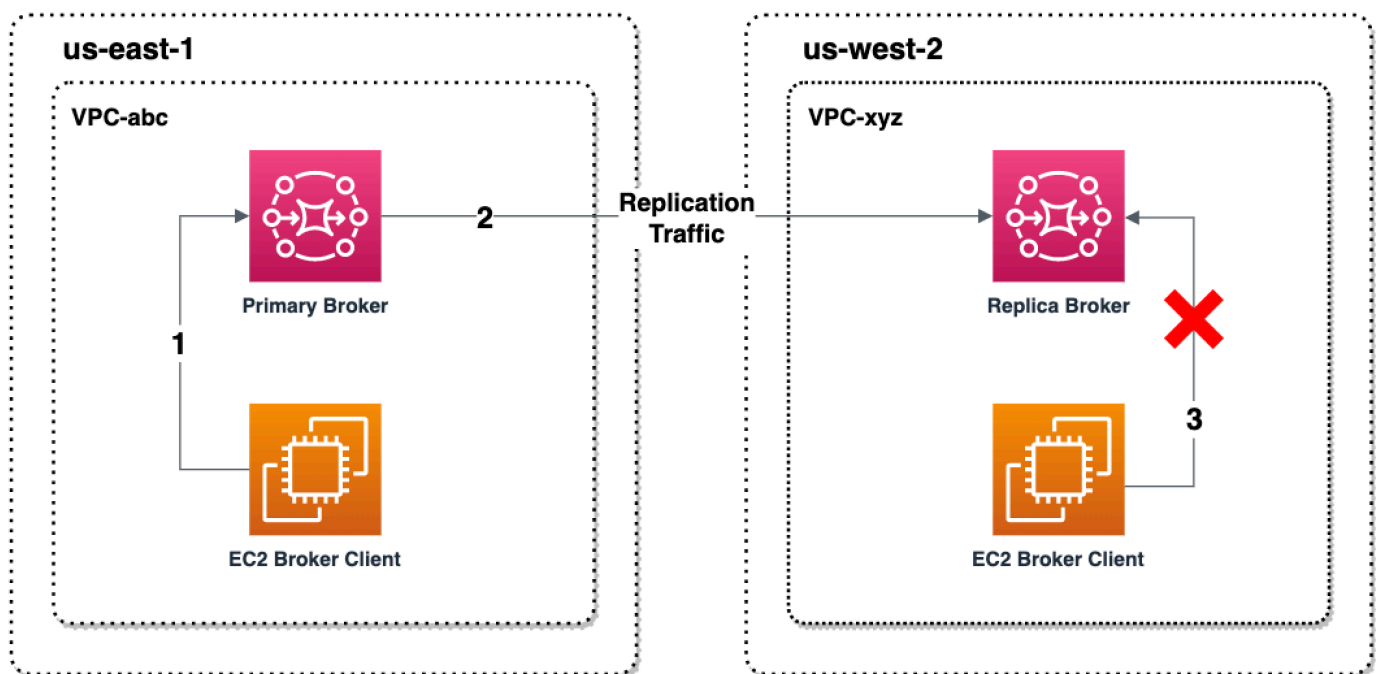 us-east-1
VPC-abc
Primary Broker
1
EC2 Broker Client
2
Replication
Traffic
us-west-2
VPC-xyz
Replica Broker
3
EC2 Broker Client